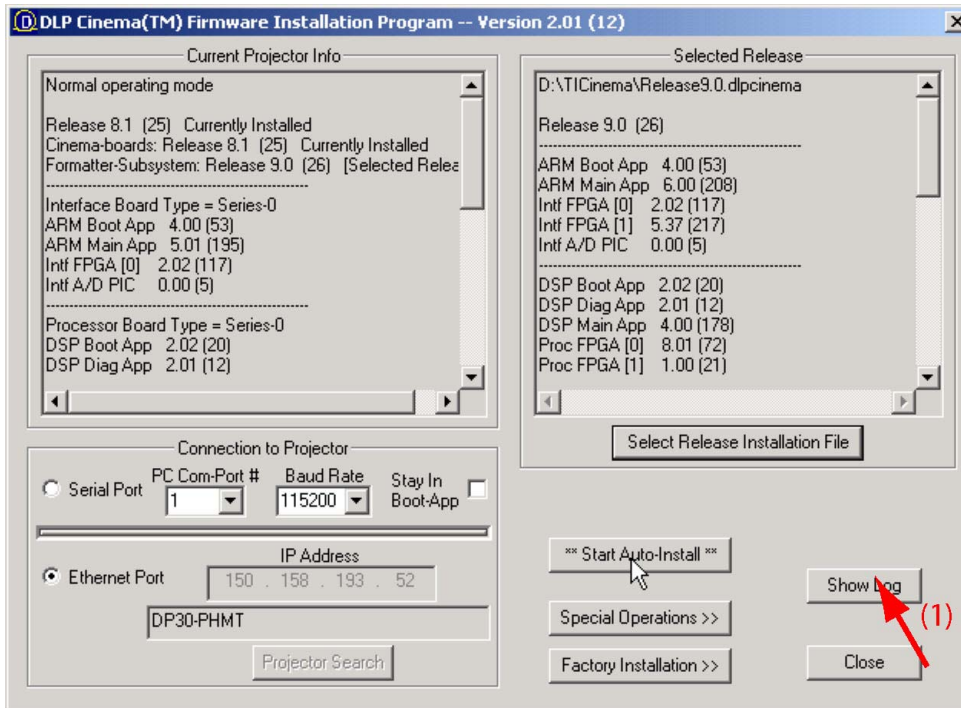 DLP Cinema(TM) Firmware Installation Program -- Version 2.01 (12)
Current Projector Info
Normal operating mode
Release 8.1 (25) Currently Installed
Cinema-boards: Release 8.1 (25) Currently Installed
Formatter-Subsystem: Release 9.0 (26) [Selected Relea
------------------------------------------------------
Interface Board Type = Series-0
ARM Boot App 4.00 (53)
ARM Main App 5.01 (195)
Intf FPGA [0] 2.02 (117)
Intf A/D PIC 0.00 (5)
------------------------------------------------------
Processor Board Type = Series-0
DSP Boot App 2.02 (20)
DSP Diag App 2.01 (12)
Selected Release
D:\TICinema\Release9.0.dlpcinema
Release 9.0 (26)
------------------------------------------------------
ARM Boot App 4.00 (53)
ARM Main App 6.00 (208)
Intf FPGA [0] 2.02 (117)
Intf FPGA [1] 5.37 (217)
Intf A/D PIC 0.00 (5)
------------------------------------------------------
DSP Boot App 2.02 (20)
DSP Diag App 2.01 (12)
DSP Main App 4.00 (178)
Proc FPGA [0] 8.01 (72)
Proc FPGA [1] 1.00 (21)
Select Release Installation File
Connection to Projector
Serial Port
PC Com-Port #
1
Baud Rate
115200
Stay In
Boot-App
Ethernet Port
IP Address
150 . 158 . 193 . 52
DP30-PHMT
Projector Search
** Start Auto-Install **
Special Operations >>
Factory Installation >>
Show Log
(1)
Close